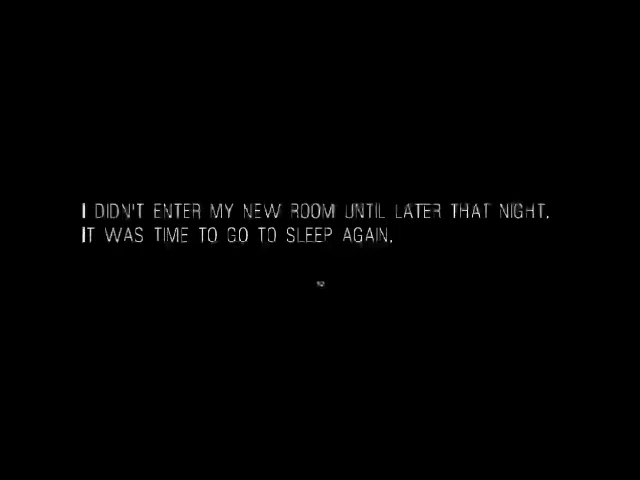 I DIDN'T ENTER MY NEW ROOM UNTIL LATER THAT NIGHT.
IT WAS TIME TO GO TO SLEEP AGAIN.